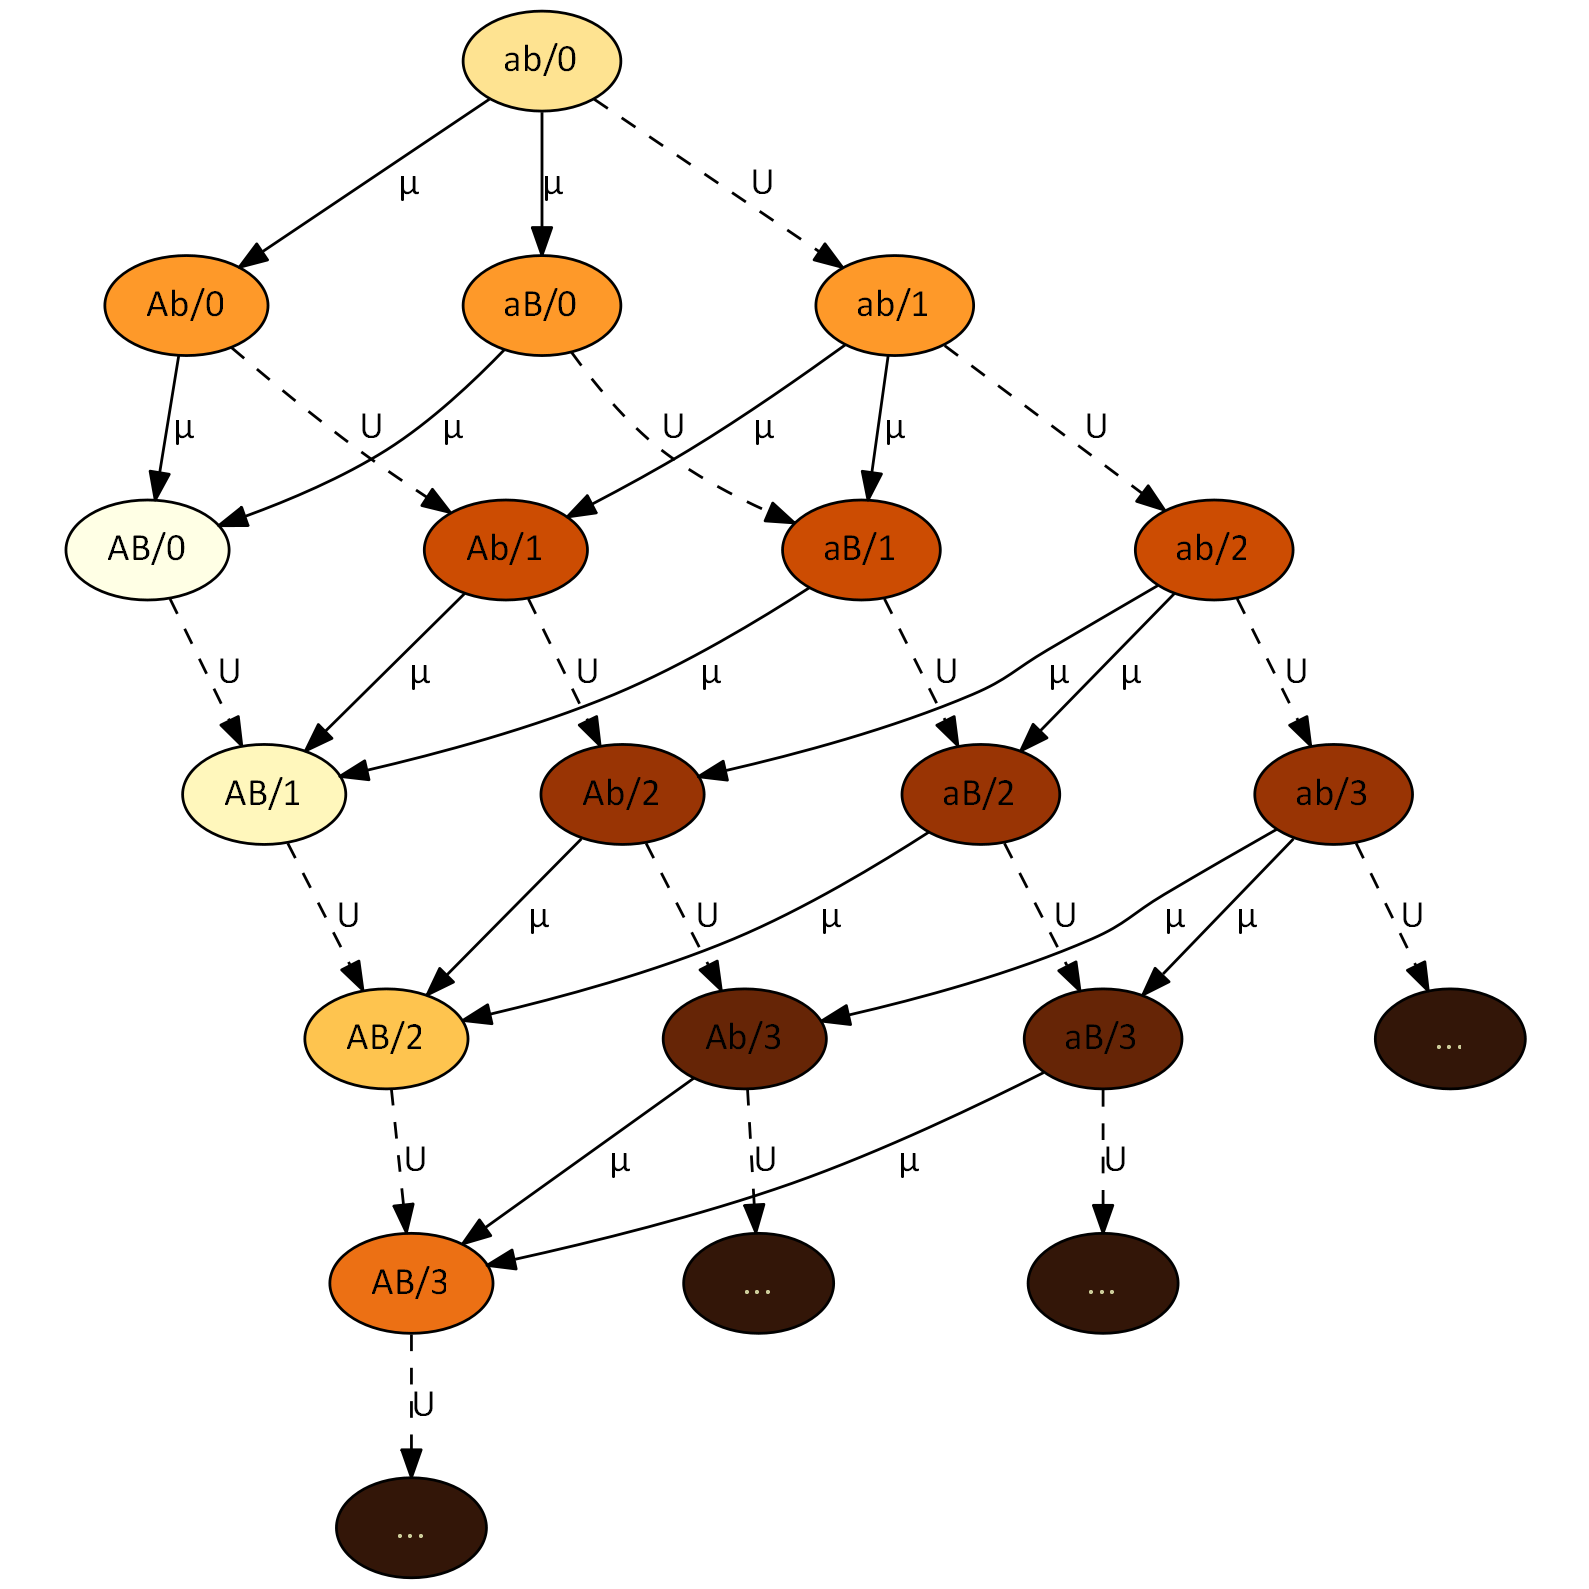 ab/0
µ
µ
U
Ab/0
aB/0
ab/1
µ
U
µ
U
µ
µ
U
AB/0
Ab/1
aB/1
ab/2
U
µ
U
µ
U
µ
µ
U
AB/1
Ab/2
aB/2
ab/3
U
µ
U
µ
U
µ
µ
U
AB/2
Ab/3
aB/3
...
U
µ
U
µ
U
AB/3
...
...
U
...